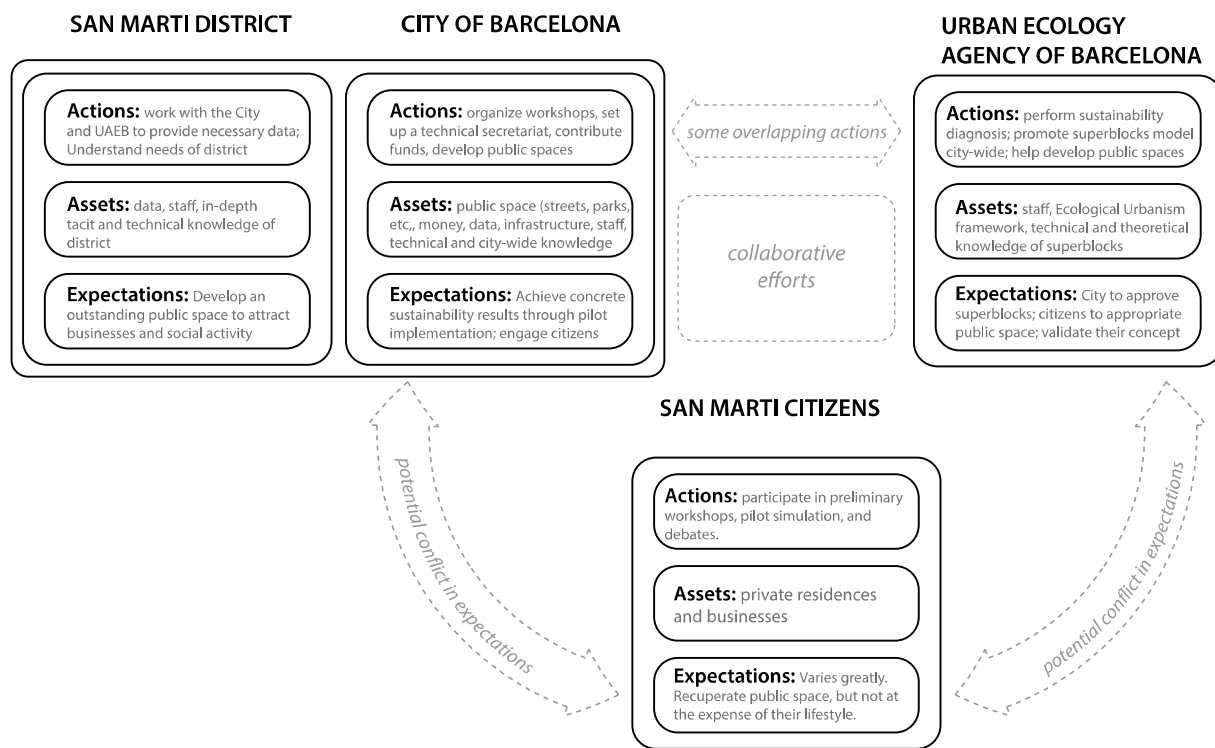 SAN MARTI DISTRICT
Actions: work with the City
and UAEB to provide necessary data;
Understand needs of district
Assets: data, staff, in-depth
tacit and technical knowledge of
district
Expectations: Develop an
outstanding public space to attract
businesses and social activity
CITY OF BARCELONA
Actions: organize workshops, set
up a technical secretariat, contribute
funds, develop public spaces
Assets: public space (streets, parks,
etc,, money, data, infrastructure, staff,
technical and city-wide knowledge
Expectations: Achieve concrete
sustainability results through pilot
implementation; engage citizens
some overlapping actions
collaborative
efforts
URBAN ECOLOGY
AGENCY OF BARCELONA
Actions: perform sustainability
diagnosis; promote superblocks model
city-wide; help develop public spaces
Assets: staff, Ecological Urbanism
framework, technical and theoretical
knowledge of superblocks
Expectations: City to approve
superblocks; citizens to appropriate
public space; validate their concept
potential conflict in expectations
SAN MARTI CITIZENS
Actions: participate in preliminary
workshops, pilot simulation, and
debates.
Assets: private residences
and businesses
Expectations: Varies greatly.
Recuperate public space, but not at
the expense of their lifestyle.
potential conflict in expectations